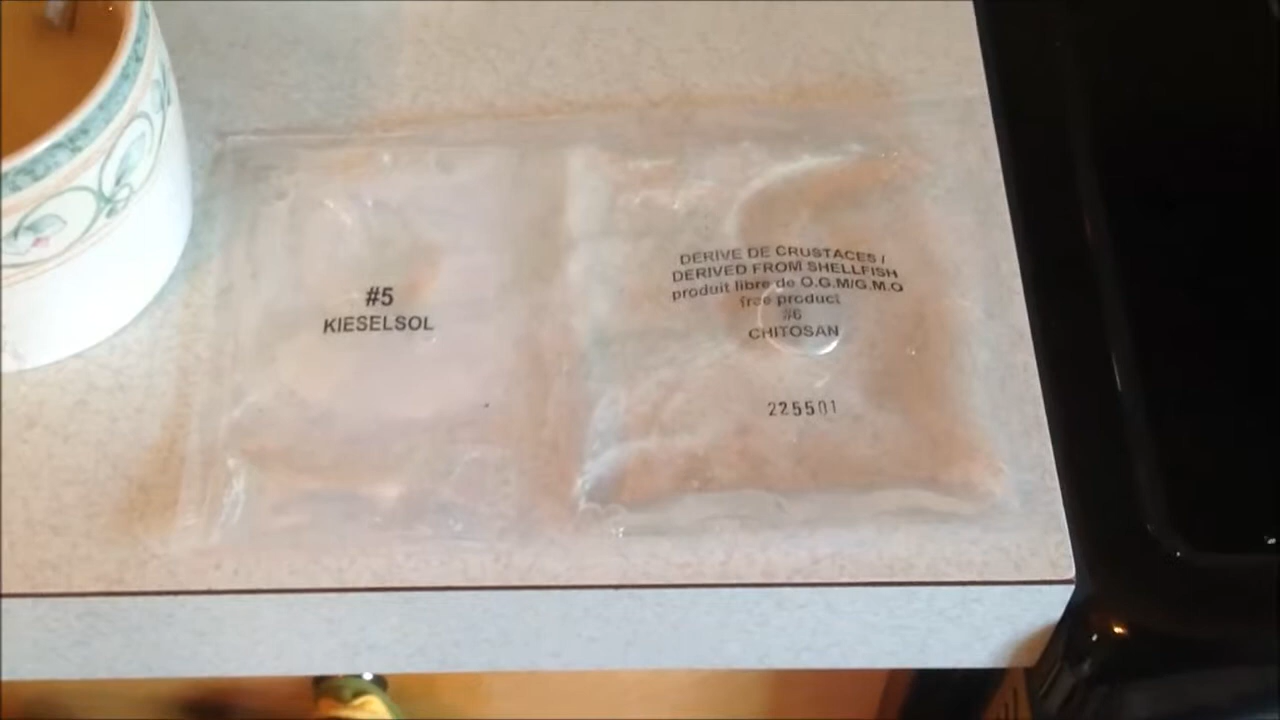 #5
KIESELSOL
DERIVE DE CRUSTACES /
DERIVED FROM SHELLFISH
produit libre de O.G.M/G.M.O
free product
#6
CHITOSAN
225501